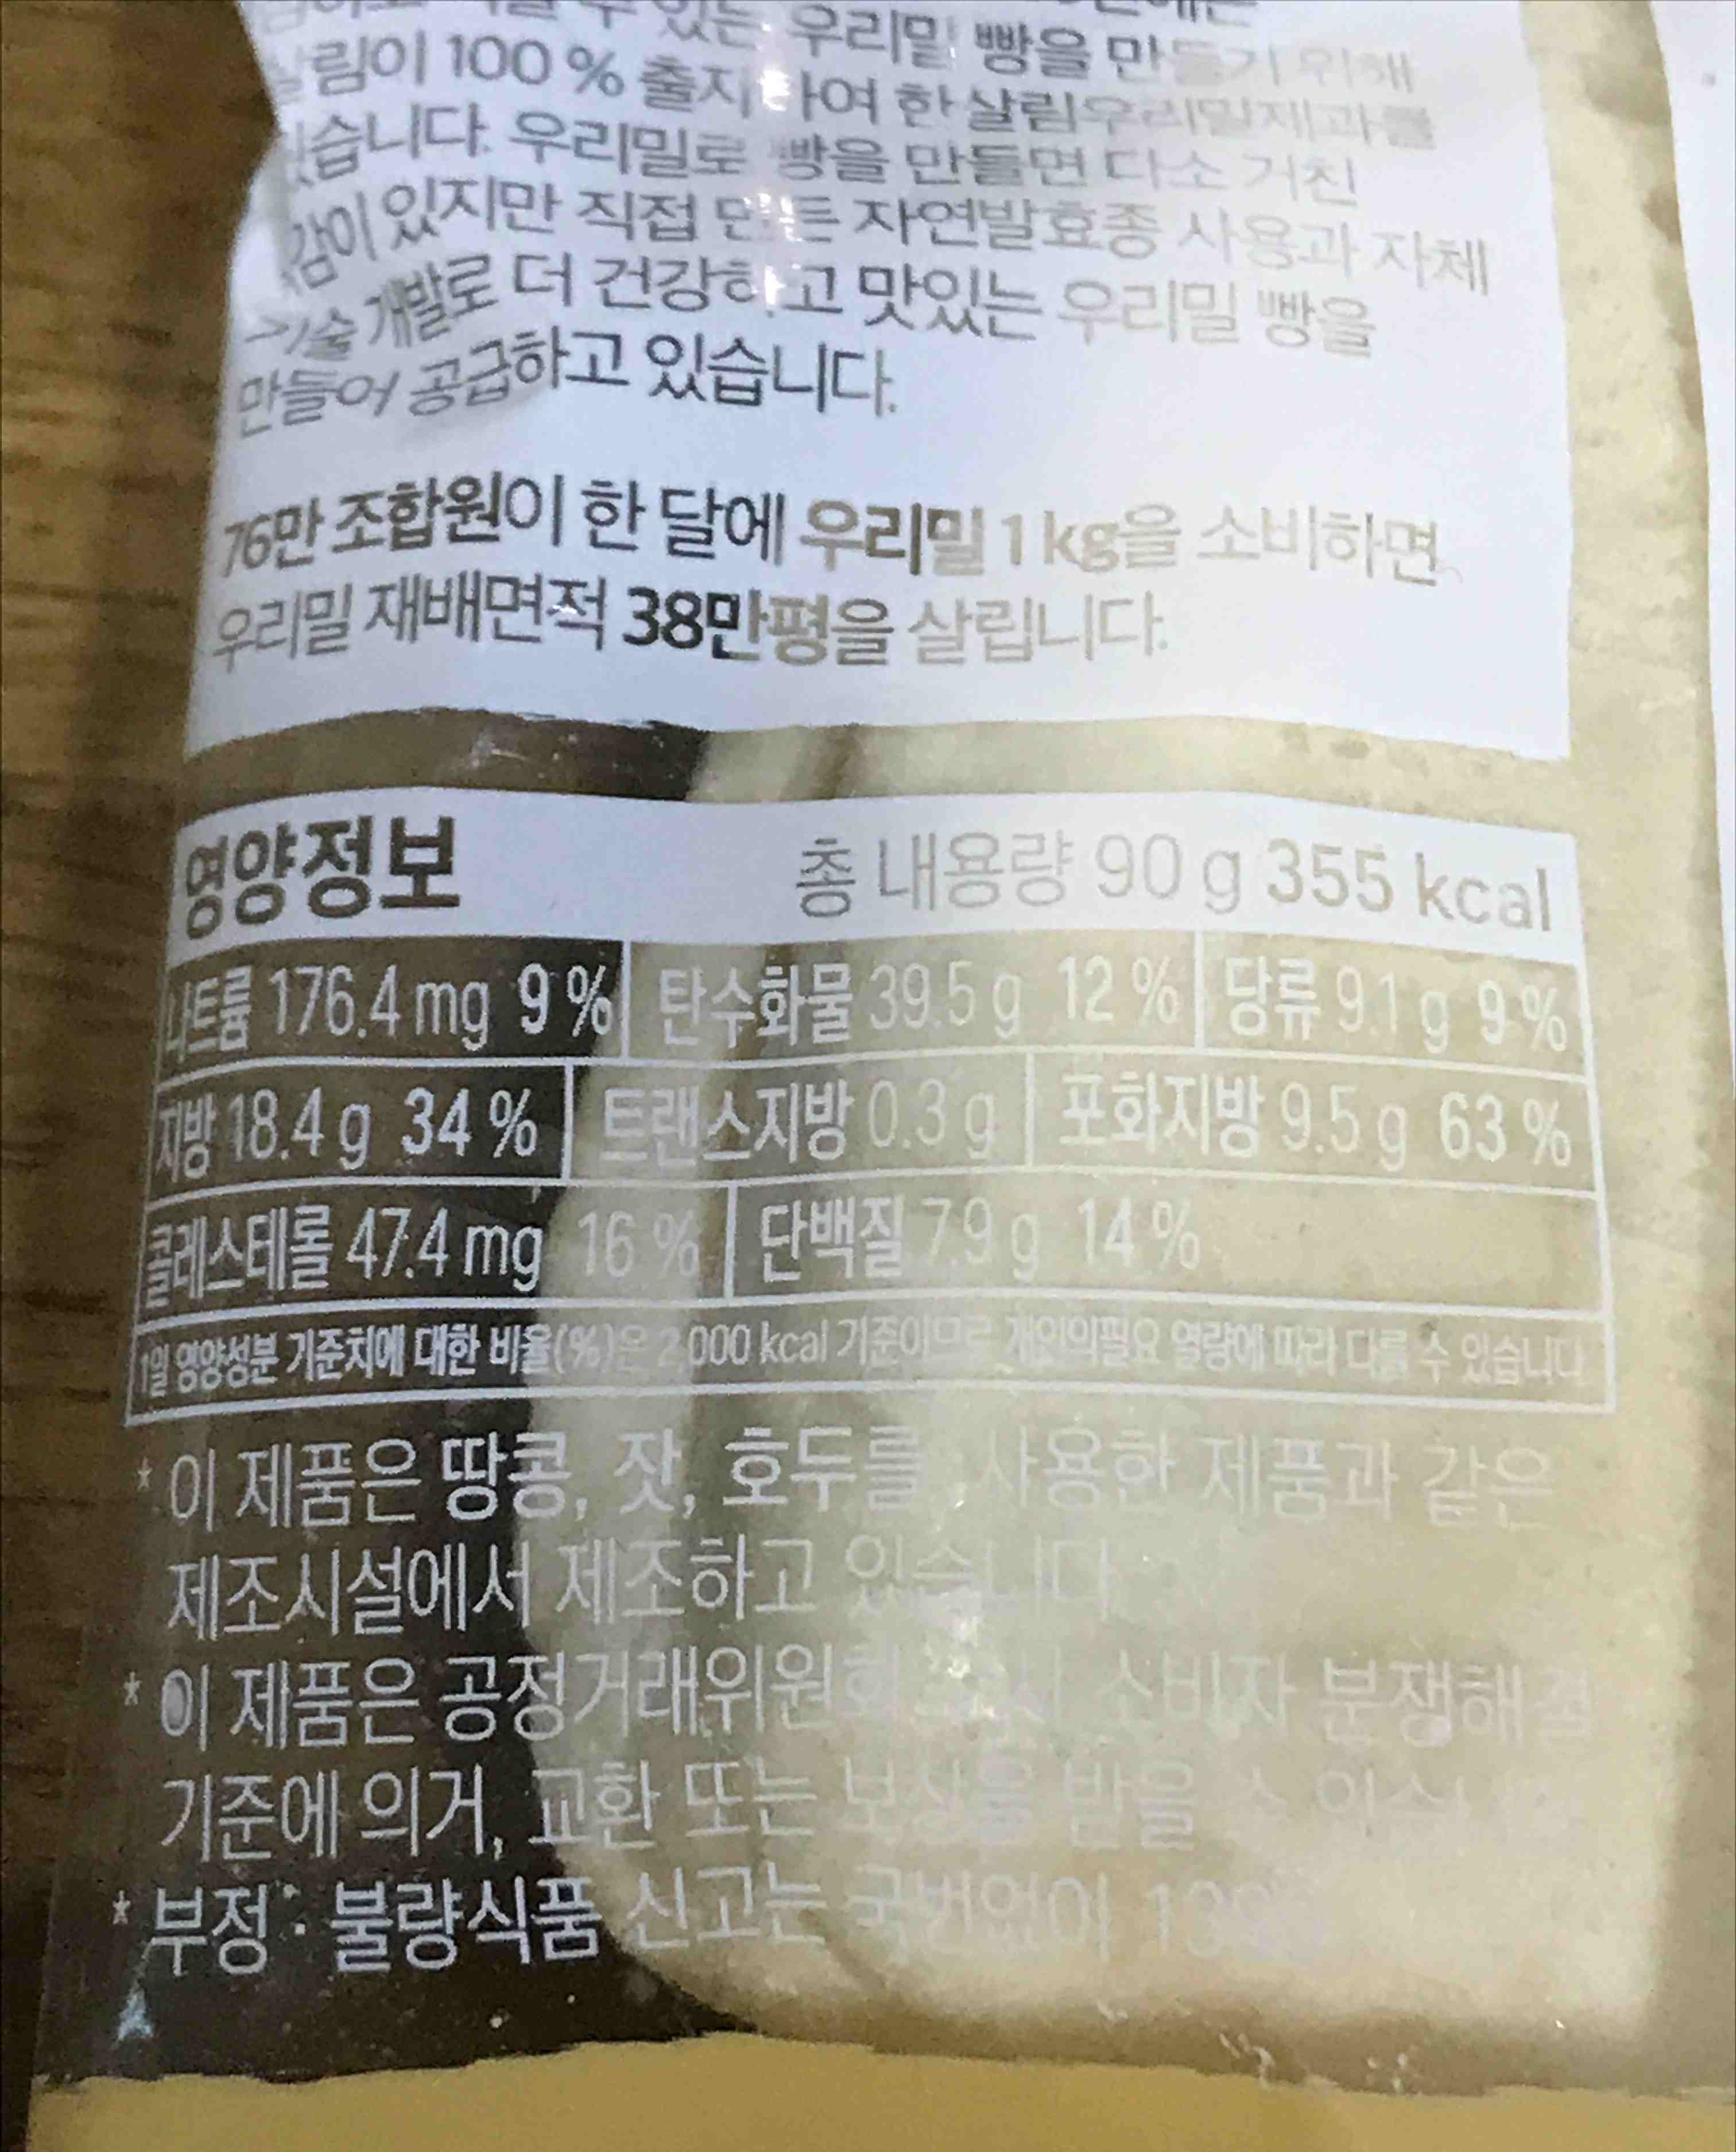 있는 우리밀 빵을 만들기 위해
살림이 100 % 출자하여 한살림우리밀제과를
습니다. 우리밀로 빵을 만들면 다소 거친
감이 있지만 직접 만든 자연발효종 사용과 자체
기술 개발로 더 건강하고 맛있는 우리밀 빵을
만들어 공급하고 있습니다.
76만 조합원이 한 달에 우리밀 1 kg을 소비하면
우리밀 재배면적 38만평을 살립니다.
영양정보 총 내용량 90 g 355 kcal
나트륨 176.4 mg 9 % 탄수화물 39.5 g 12 % 당류 9.1 g 9 %
지방 18.4 g 34 % 트랜스지방 0.3 g 포화지방 9.5 g 63 %
콜레스테롤 47.4 mg 16 % 단백질 7.9 g 14 %
1일 영양성분 기준치에 대한 비율(%)은 2,000 kcal 기준이므로 개인의필요 열량에 따라 다를 수 있습니다
* 이 제품은 땅콩, 잣, 호두를 사용한 제품과 같은
제조시설에서 제조하고 있습니다
* 이 제품은 공정거래위원회 고시 소비자 분쟁해결
기준에 의거, 교환 또는 보상을 받을 수 있습니
* 부정·불량식품 신고는 국번없이